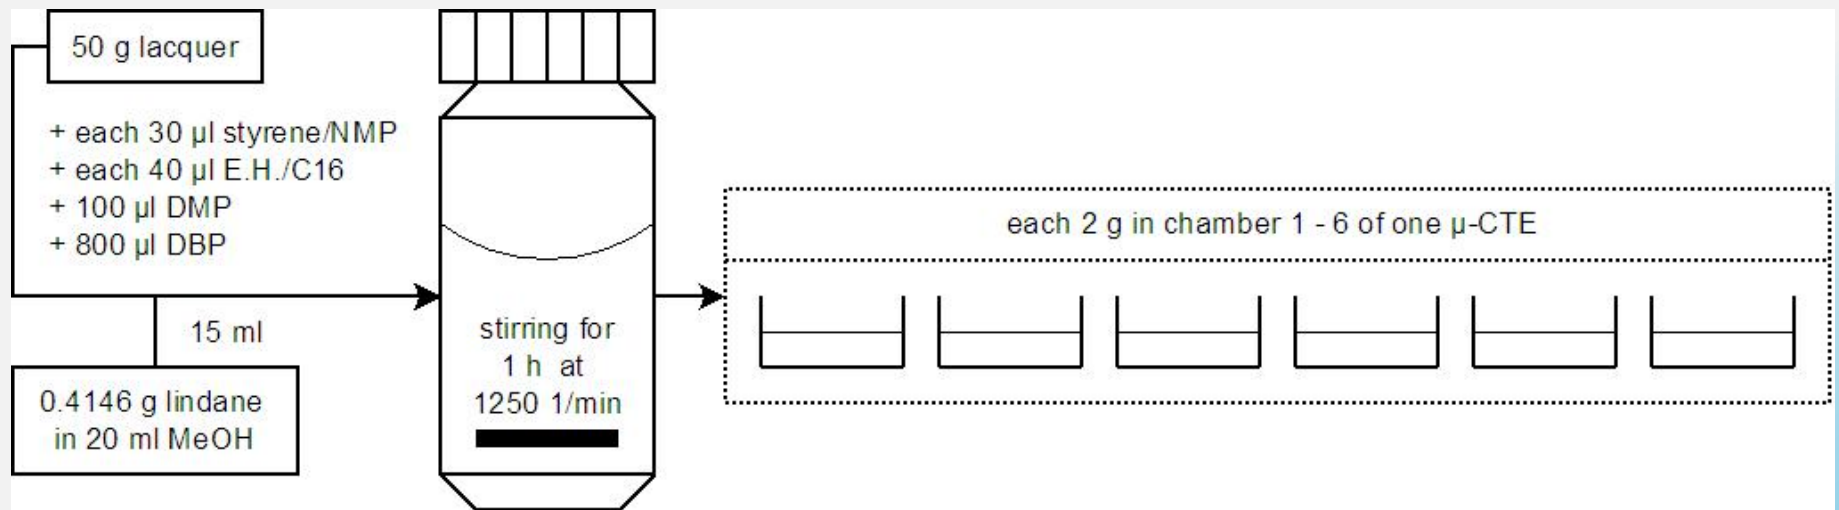 50 g lacquer
+ each 30 µl styrene/NMP
+ each 40 µl E.H./C16
+ 100 µl DMP
+ 800 µl DBP
15 ml
0.4146 g lindane
in 20 ml MeOH
stirring for
1 h at
1250 1/min
each 2 g in chamber 1 - 6 of one µ-CTE